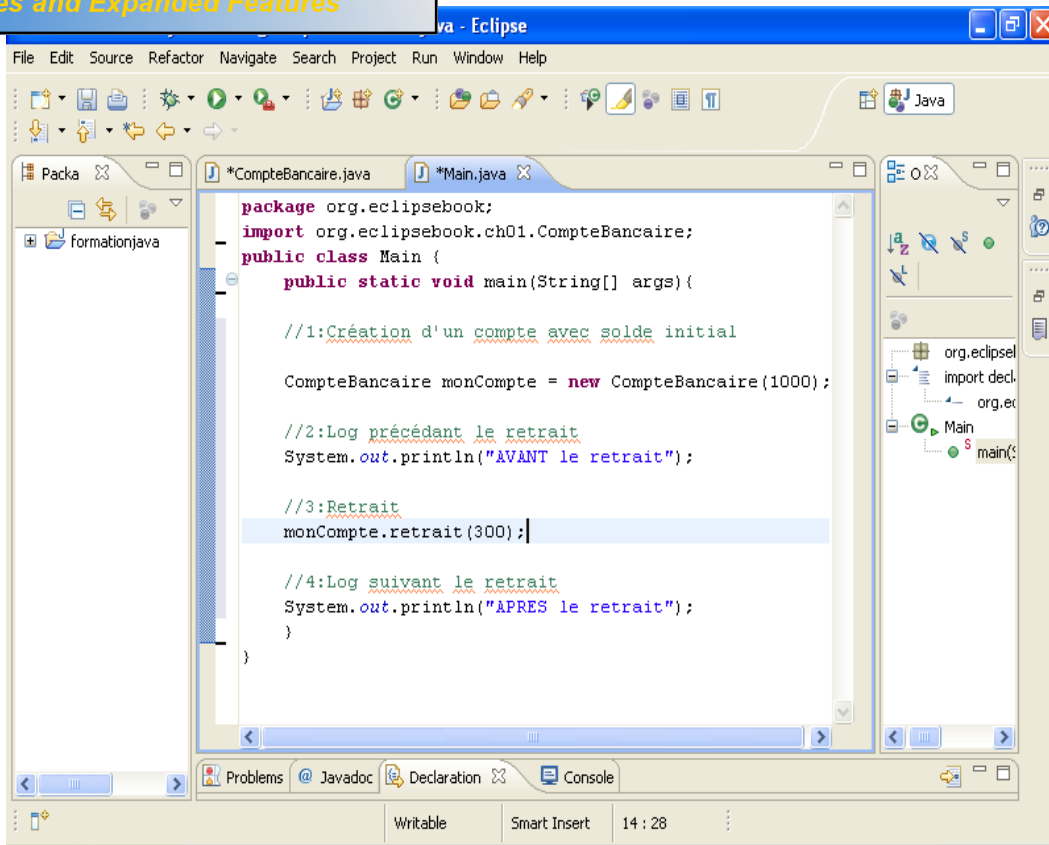 es and Expanded Features
va - Eclipse
File Edit Source Refactor Navigate Search Project Run Window Help
Java
Packa
*CompteBancaire.java
*Main.java
formationjava
package org.eclipsebook;
import org.eclipsebook.ch01.CompteBancaire;
public class Main {
public static void main(String[] args){
//1:Création d'un compte avec solde initial
CompteBancaire monCompte = new CompteBancaire(1000);
//2:Log précédant le retrait
System.out.println("AVANT le retrait");
//3:Retrait
monCompte.retrait(300);
//4:Log suivant le retrait
System.out.println("APRES le retrait");
}
}
O
org.eclipsel
import decl
org.ec
Main
main(S
Problems @ Javadoc Declaration Console
Writable Smart Insert 14 : 28